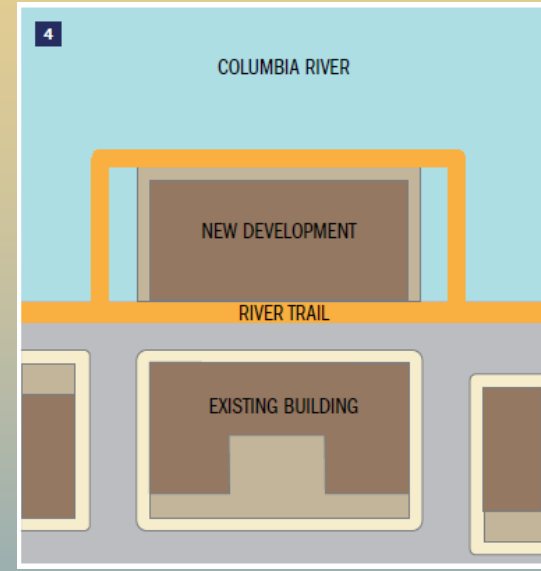 4
COLUMBIA RIVER
NEW DEVELOPMENT
RIVER TRAIL
EXISTING BUILDING